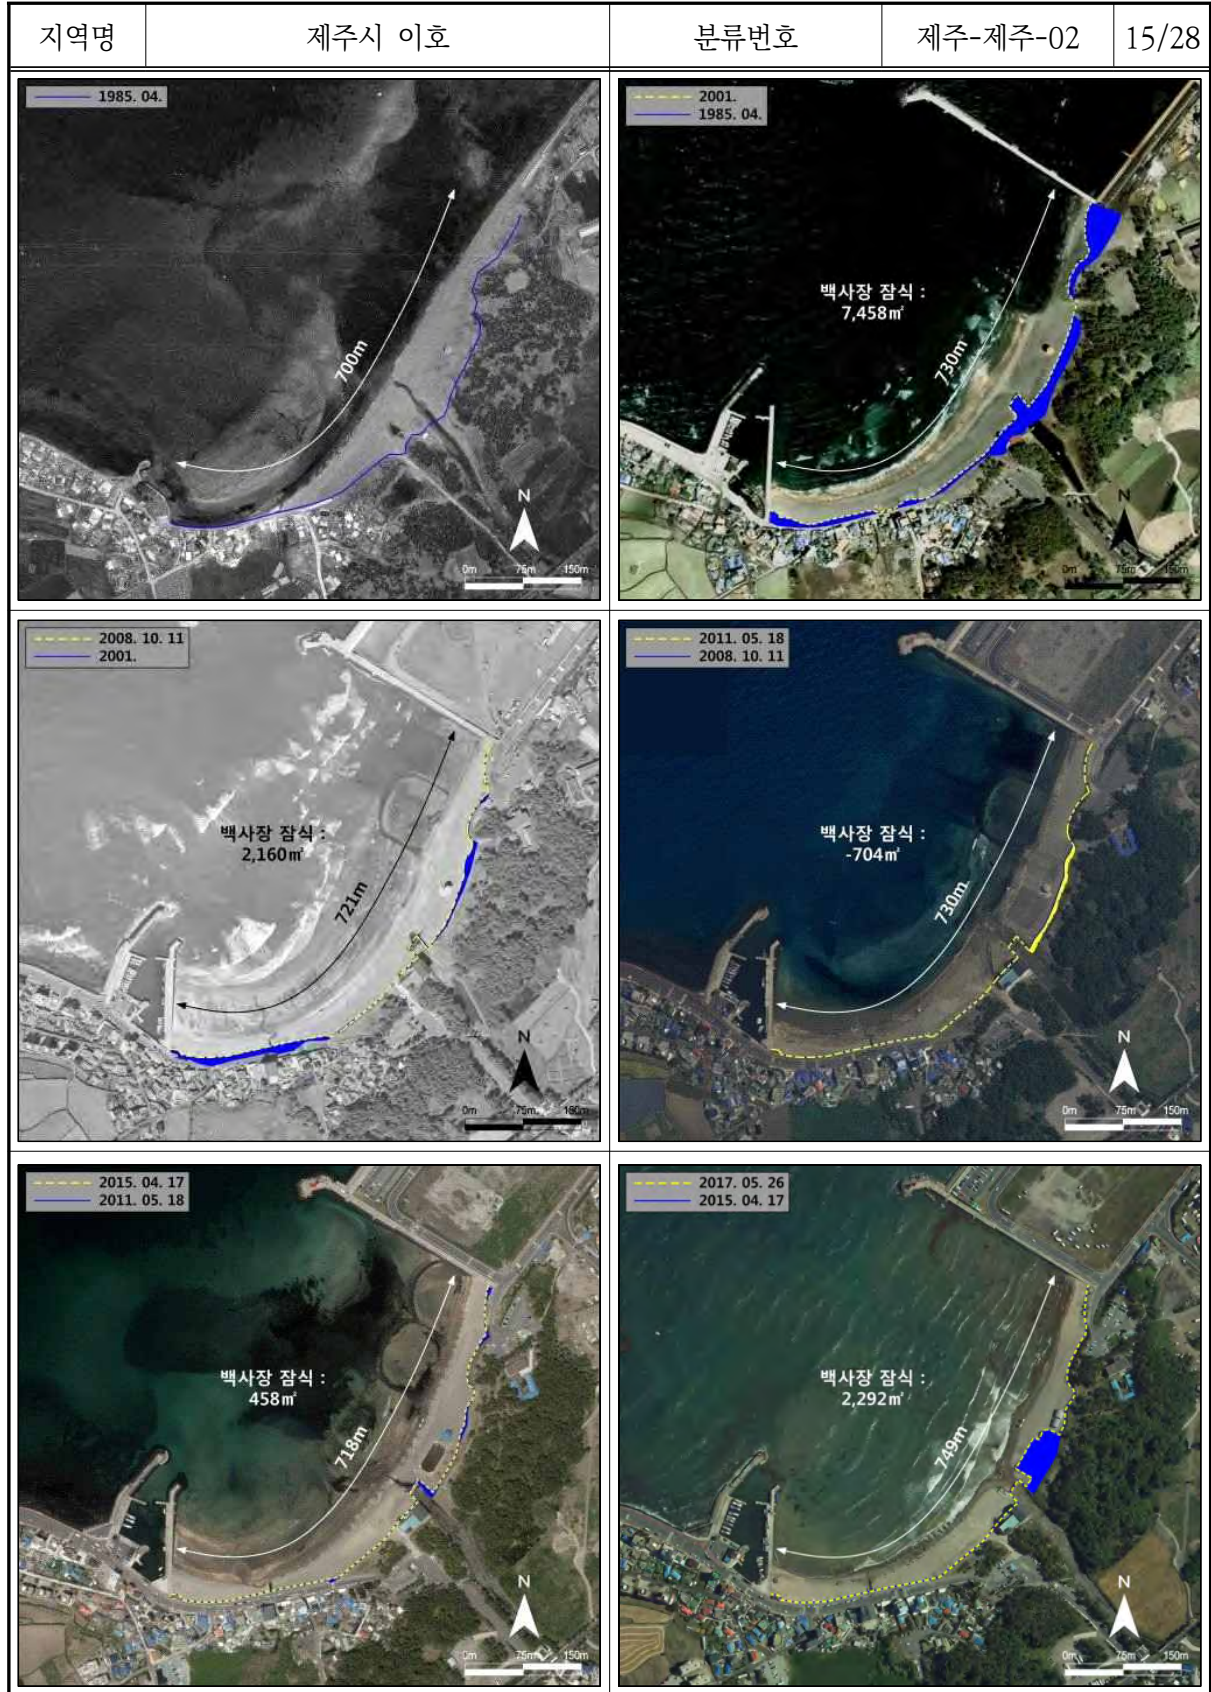 지역명 제주시 이호 분류번호 제주-제주-02 15/28
1985. 04.
700m
N
0m 75m 150m
2001.
1985. 04.
백사장 잠식 :
7,458㎡
730m
N
0m 75m 150m
2008. 10. 11
2001.
백사장 잠식 :
2,160㎡
721m
N
0m 75m 150m
2011. 05. 18
2008. 10. 11
백사장 잠식 :
-704㎡
730m
N
0m 75m 150m
2015. 04. 17
2011. 05. 18
백사장 잠식 :
458㎡
718m
N
0m 75m 150m
2017. 05. 26
2015. 04. 17
백사장 잠식 :
2,292㎡
749m
N
0m 75m 150m